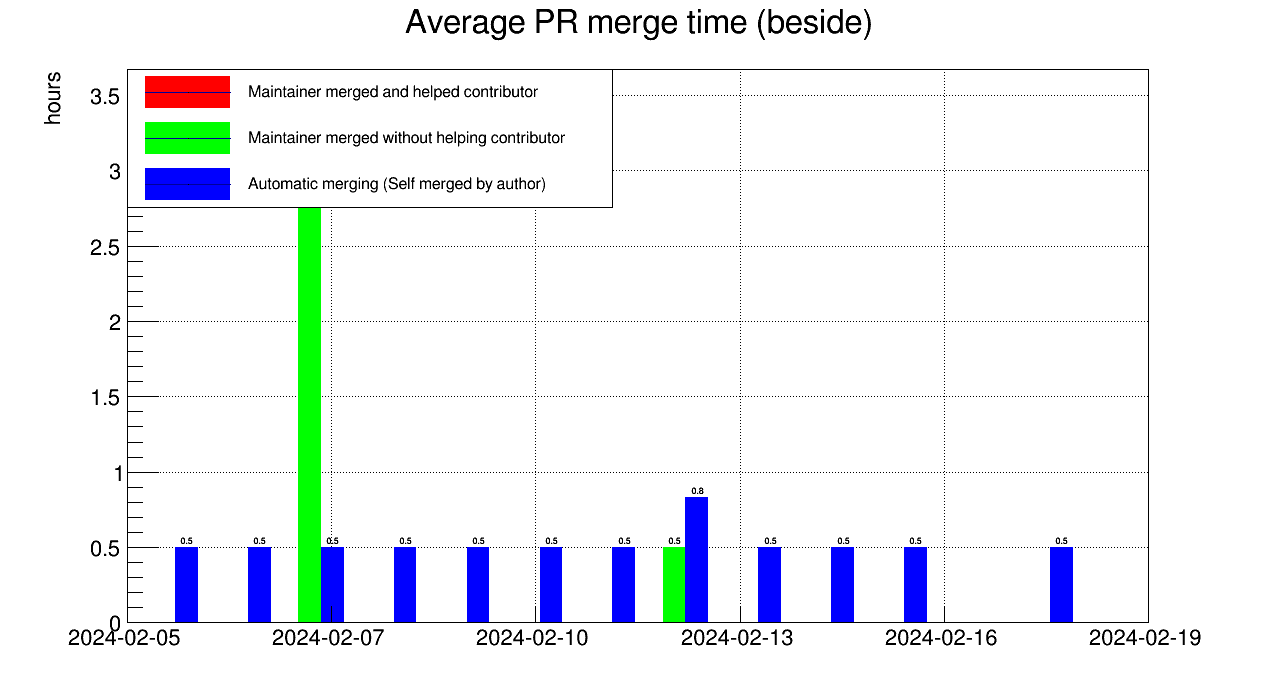 Average PR merge time (beside)
hours
Maintainer merged and helped contributor
Maintainer merged without helping contributor
Automatic merging (Self merged by author)
3.5
3
2.5
2
1.5
1
0.5
0
0.5 0.5 0.5 0.5 0.5 0.5 0.5 0.5 0.8 0.5 0.5 0.5 0.5
2024-02-05 2024-02-07 2024-02-10 2024-02-13 2024-02-16 2024-02-19